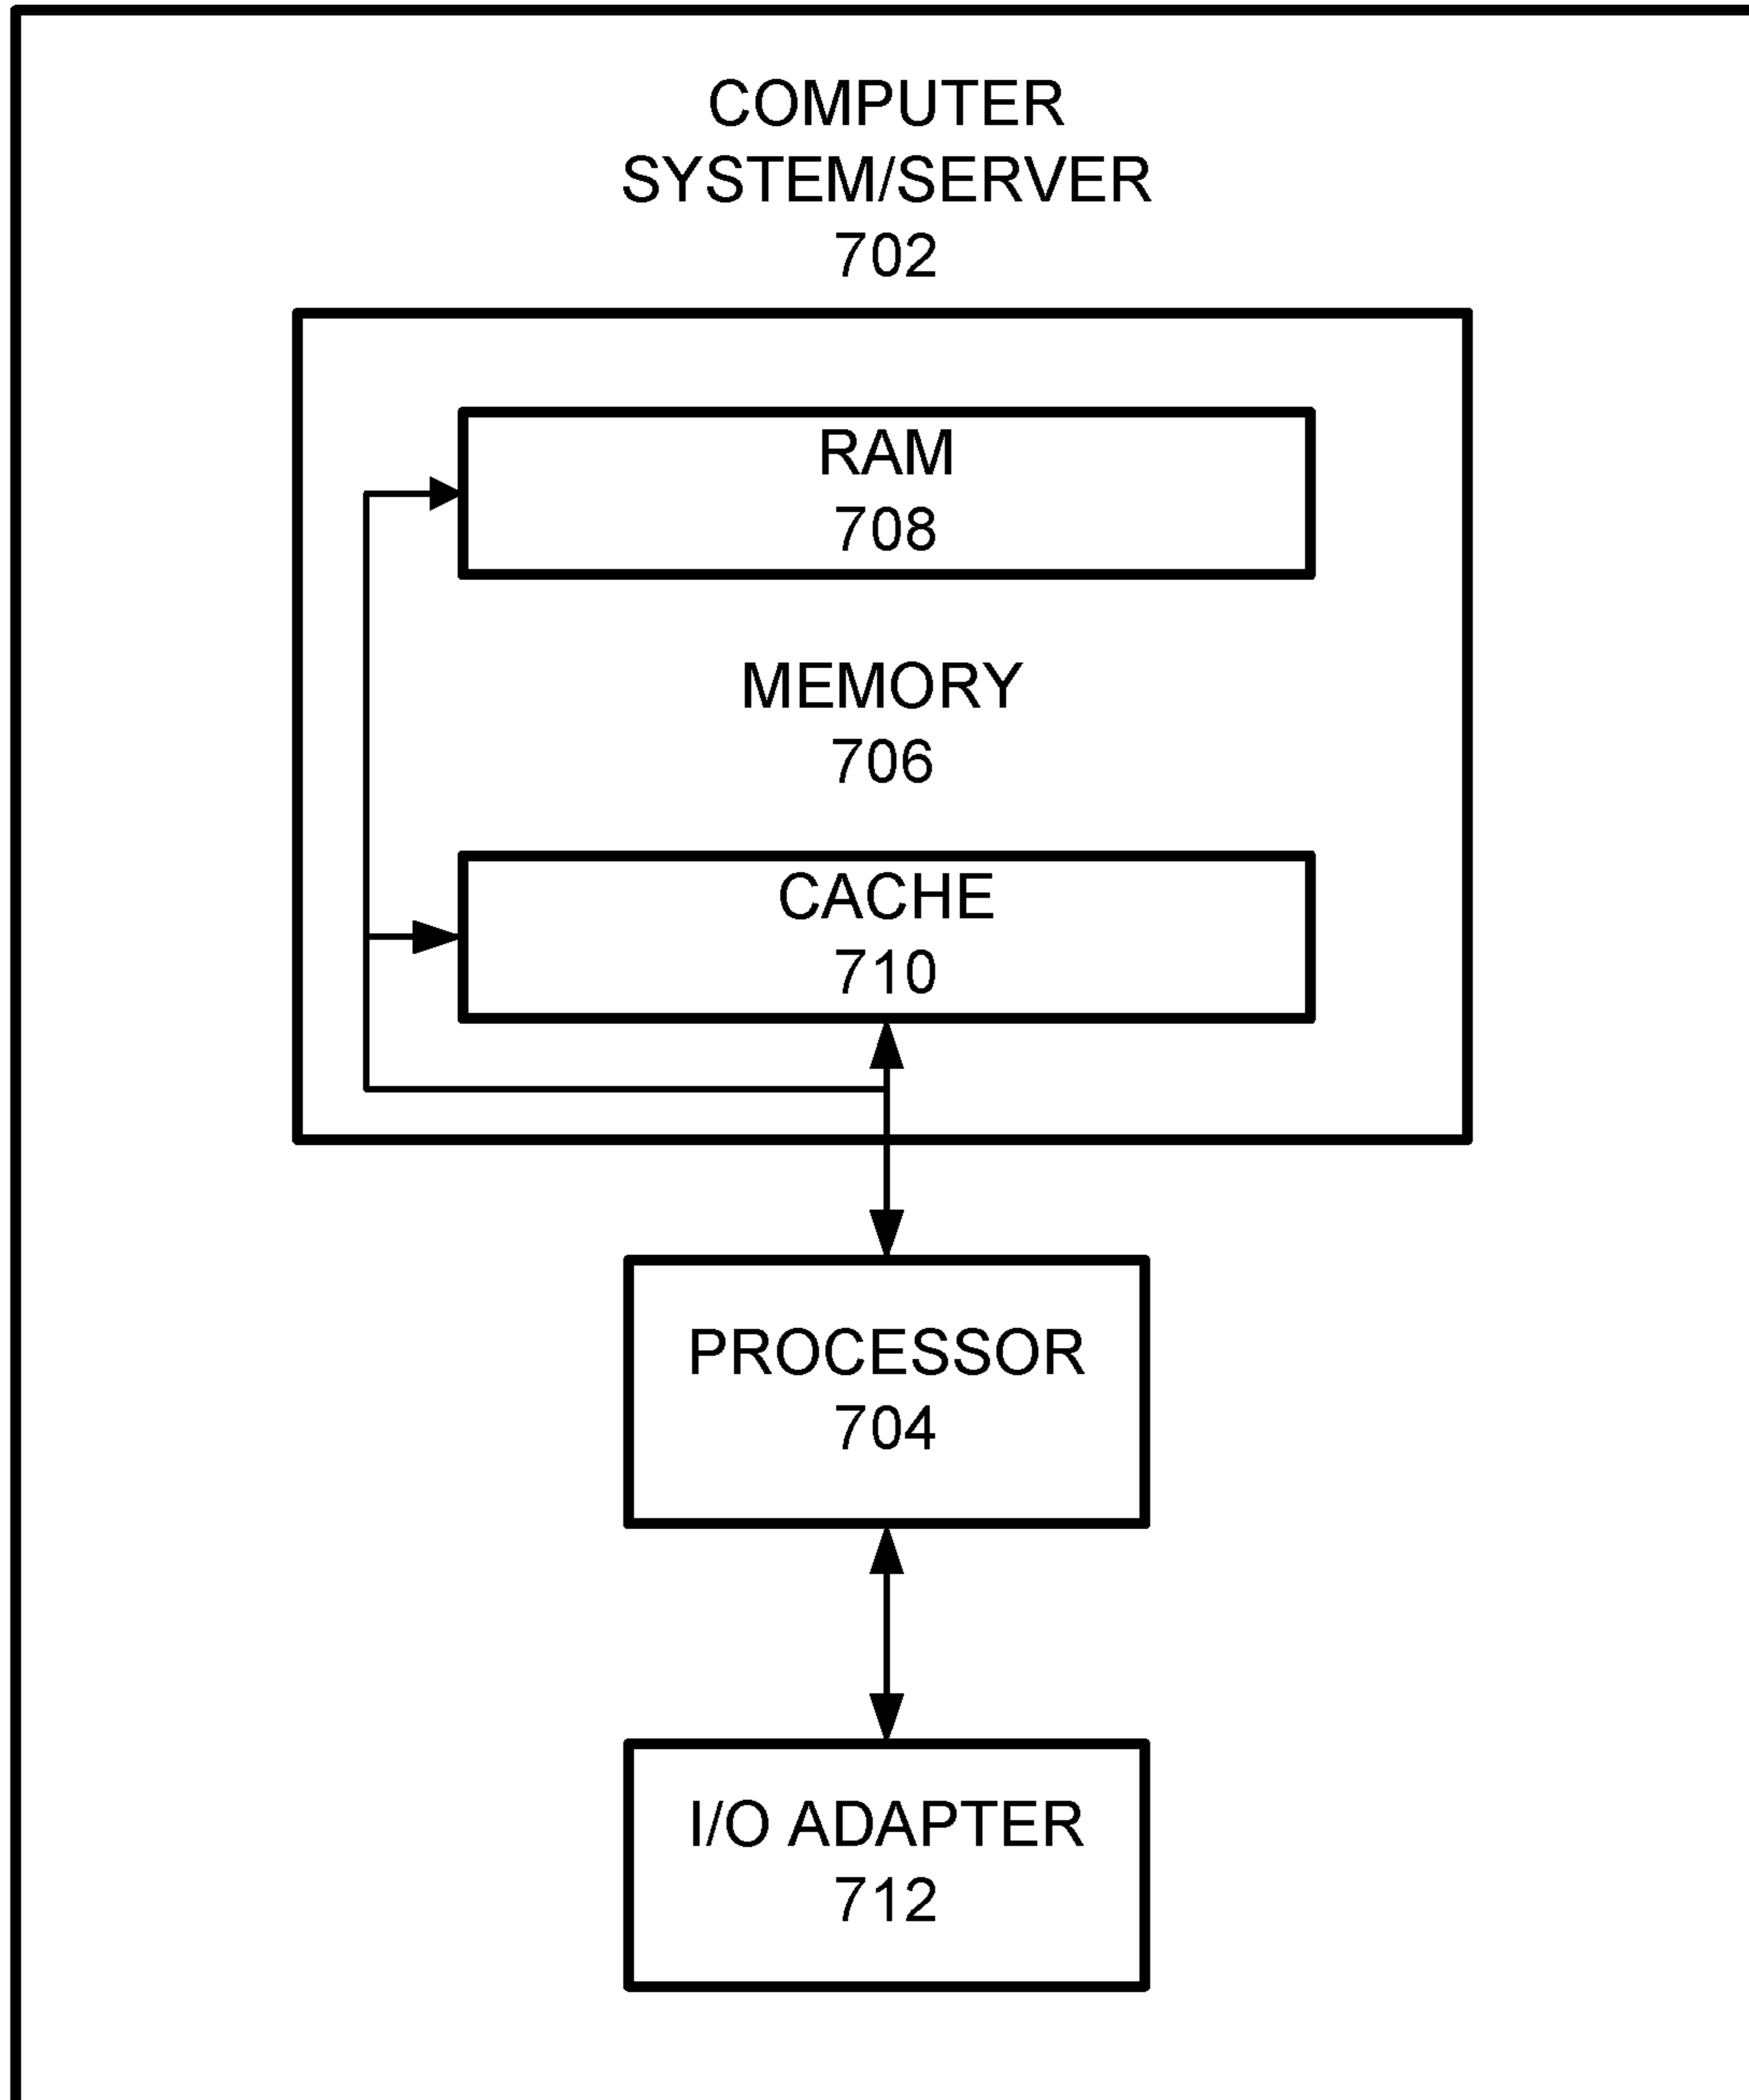 COMPUTER
SYSTEM/SERVER
702
RAM
708
MEMORY
706
CACHE
710
PROCESSOR
704
I/O ADAPTER
712